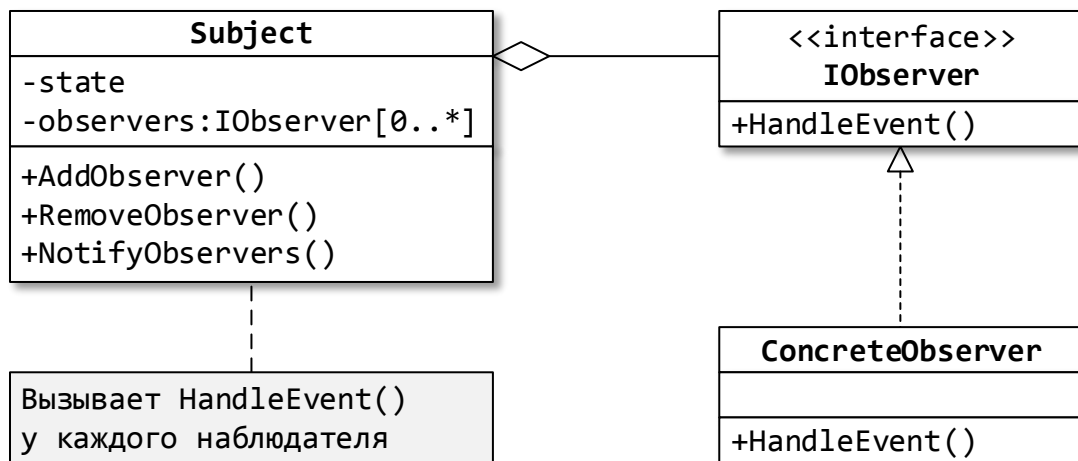 Subject
-state
-observers:IObserver[0..*]
+AddObserver()
+RemoveObserver()
+NotifyObservers()
<<interface>>
IObserver
+HandleEvent()
Вызывает HandleEvent()
у каждого наблюдателя
ConcreteObserver
+HandleEvent()